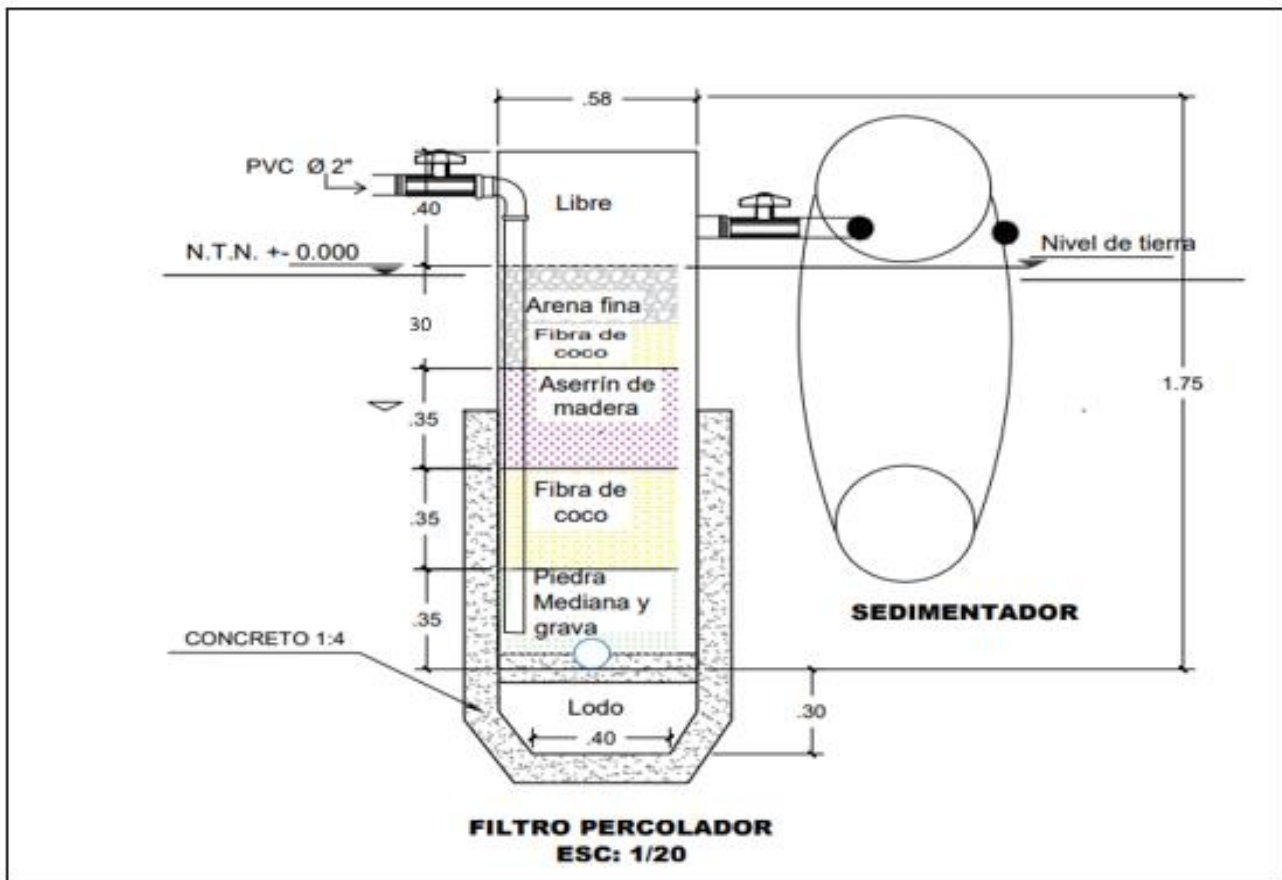 .58
PVC Ø 2"
.40
Libre
N.T.N. +- 0.000
Nivel de tierra
30
Arena fina
Fibra de
coco
Aserrín de
madera
1.75
.35
Fibra de
coco
.35
Piedra
Mediana y
grava
.35
SEDIMENTADOR
CONCRETO 1:4
Lodo
.30
.40
FILTRO PERCOLADOR
ESC: 1/20